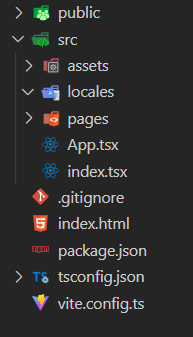 public
src
assets
locales
pages
App.tsx
index.tsx
.gitignore
index.html
package.json
TS tsconfig.json
vite.config.ts